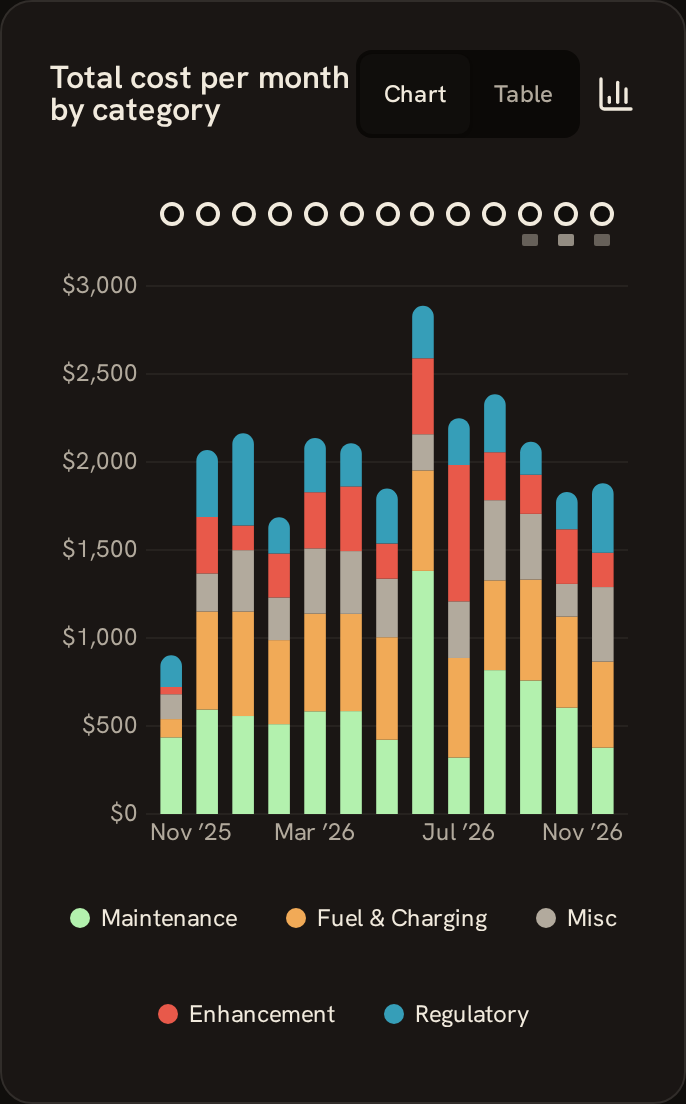 Total cost per month
by category
Chart
Table
$3,000
$2,500
$2,000
$1,500
$1,000
$500
$0
Nov ’25
Mar ’26
Jul ’26
Nov ’26
Maintenance
Fuel & Charging
Misc
Enhancement
Regulatory